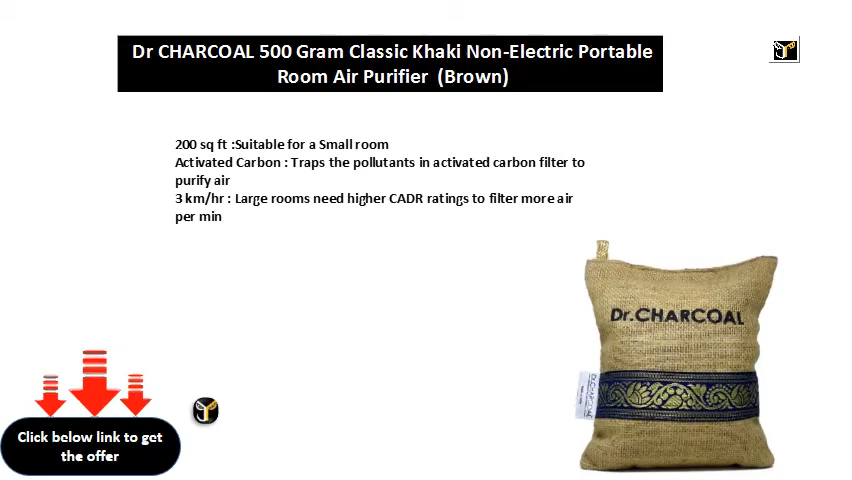 Dr CHARCOAL 500 Gram Classic Khaki Non-Electric Portable
Room Air Purifier (Brown)
200 sq ft :Suitable for a Small room
Activated Carbon : Traps the pollutants in activated carbon filter to
purify air
3 km/hr : Large rooms need higher CADR ratings to filter more air
per min
Dr.CHARCOAL
Dr.CHARCOAL
Click below link to get
the offer